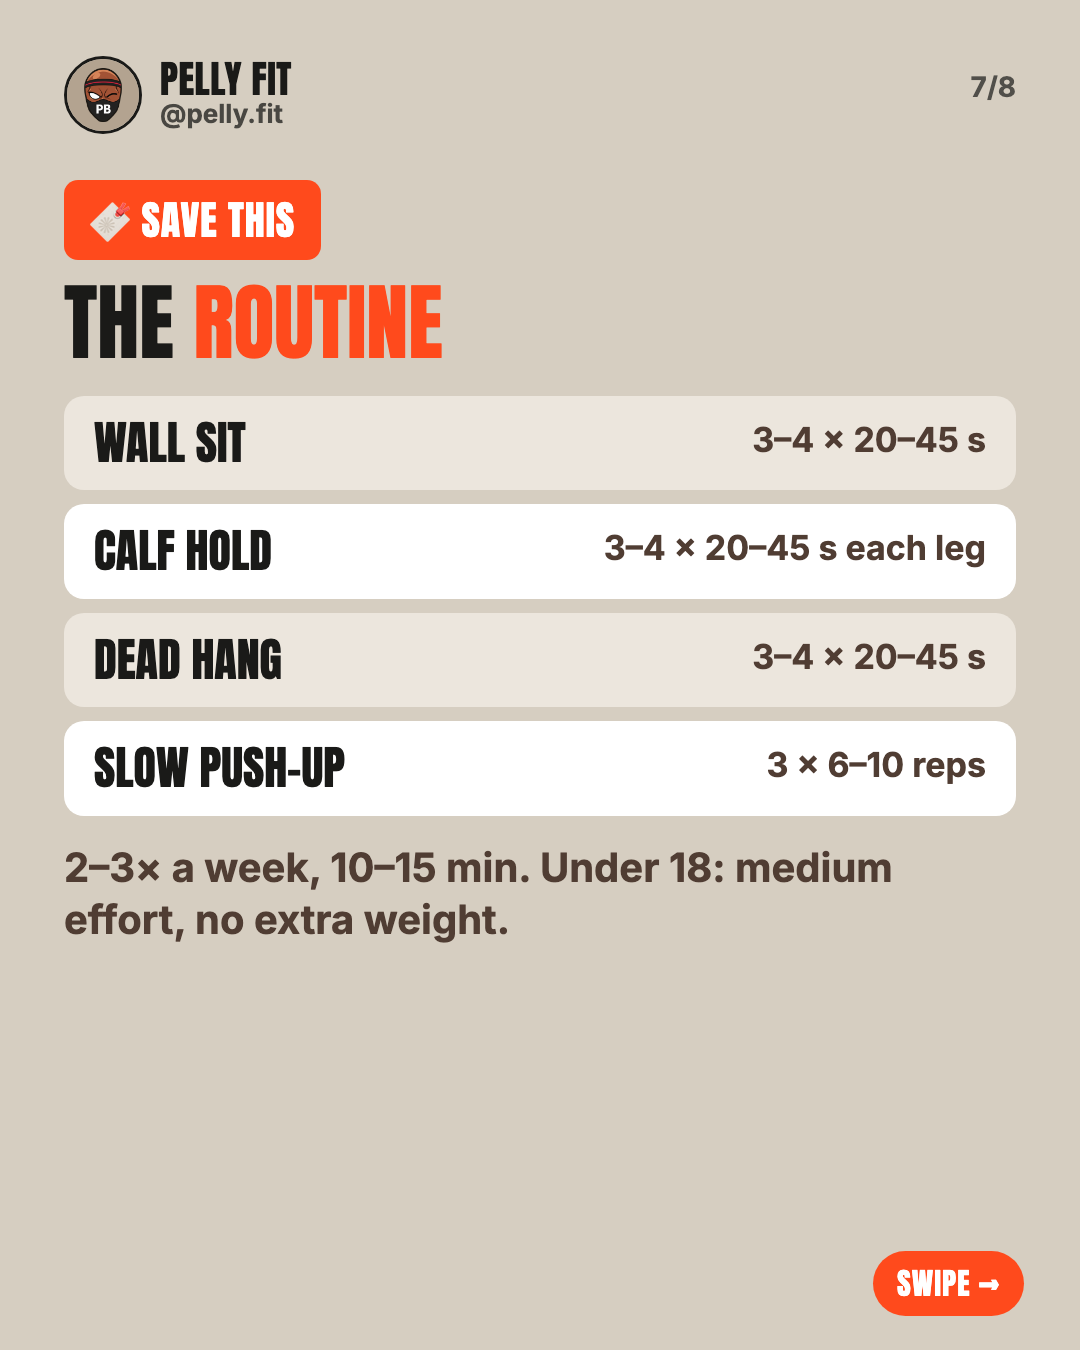 PELLY FIT
@pelly.fit
7/8
PB
SAVE THIS
THE ROUTINE
WALL SIT
3–4 × 20–45 s
CALF HOLD
3–4 × 20–45 s each leg
DEAD HANG
3–4 × 20–45 s
SLOW PUSH-UP
3 × 6–10 reps
2–3× a week, 10–15 min. Under 18: medium
effort, no extra weight.
SWIPE →